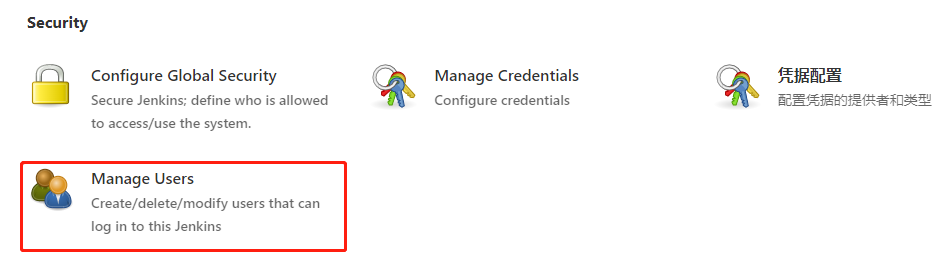 Security
Configure Global Security
Secure Jenkins; define who is allowed
to access/use the system.
Manage Credentials
Configure credentials
凭据配置
配置凭据的提供者和类型
Manage Users
Create/delete/modify users that can
log in to this Jenkins